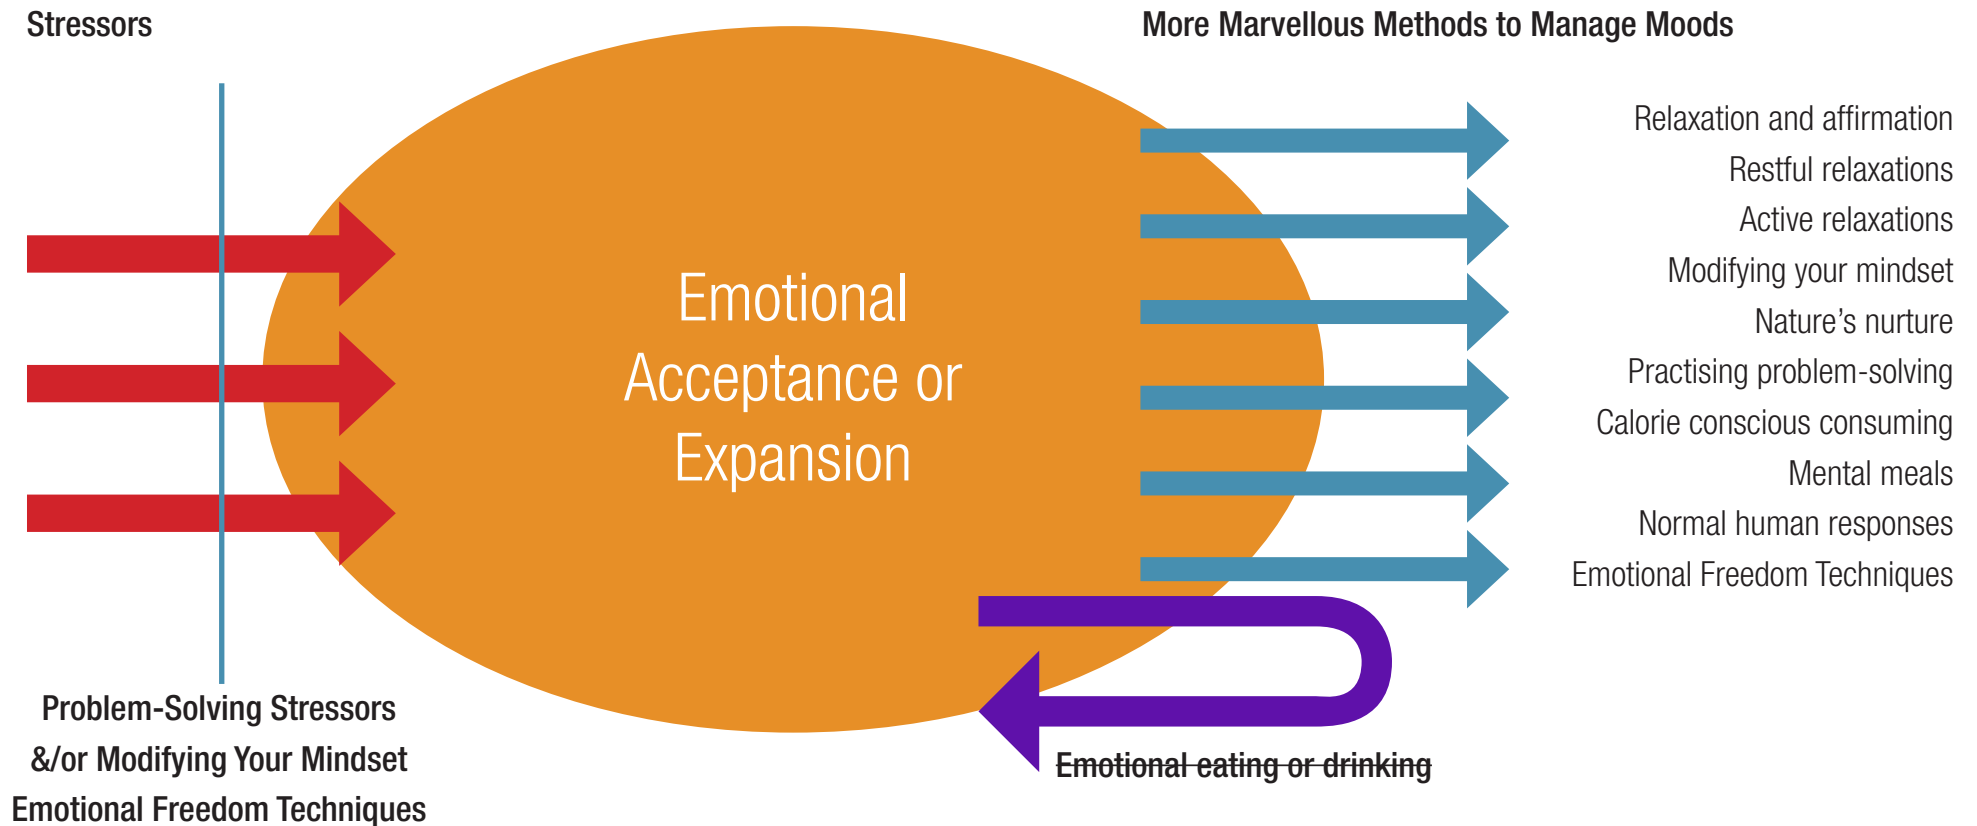 Stressors
More Marvellous Methods to Manage Moods
Relaxation and affirmation
Restful relaxations
Active relaxations
Modifying your mindset
Nature’s nurture
Practising problem-solving
Calorie conscious consuming
Mental meals
Normal human responses
Emotional Freedom Techniques
Emotional
Acceptance or
Expansion
Problem-Solving Stressors
&/or Modifying Your Mindset
Emotional Freedom Techniques
Emotional eating or drinking